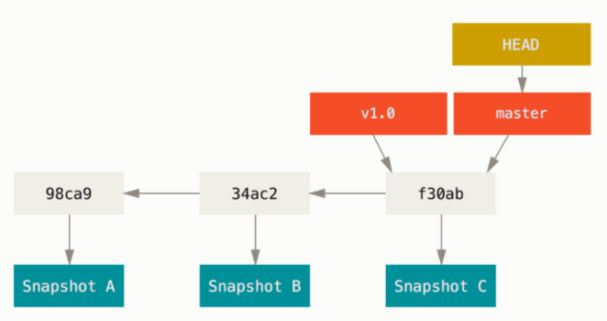 HEAD
v1.0
master
98ca9
34ac2
f30ab
Snapshot A
Snapshot B
Snapshot C